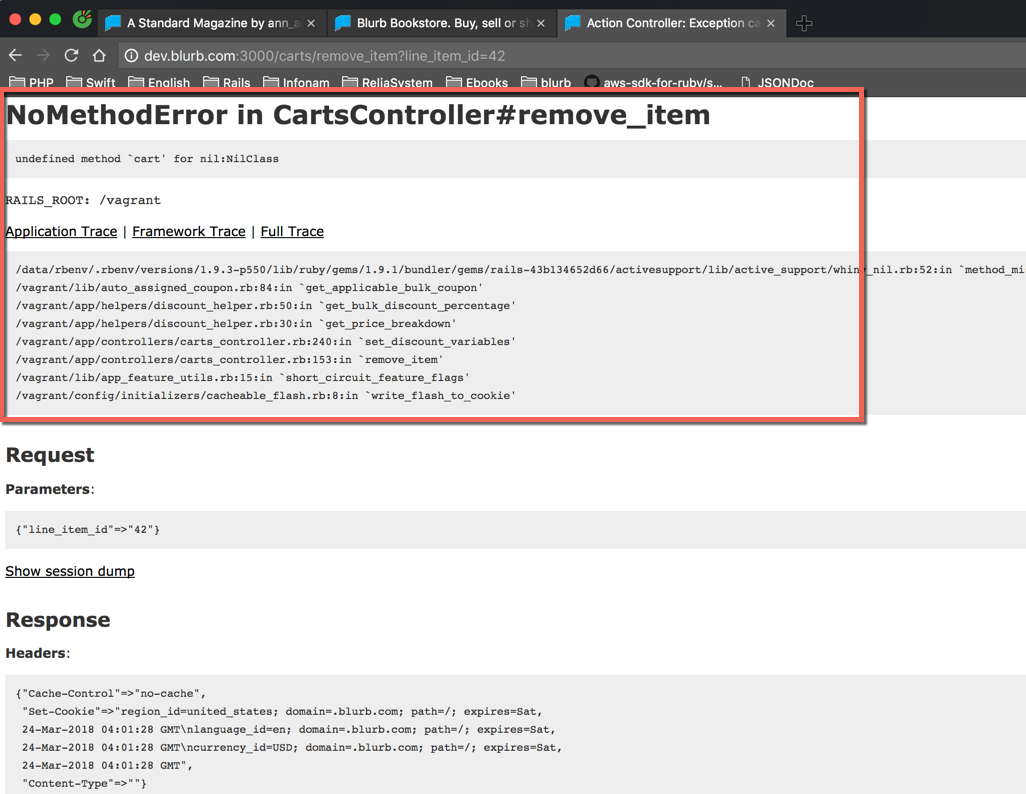 A Standard Magazine by ann_a
Blurb Bookstore. Buy, sell or sh
Action Controller: Exception ca
dev.blurb.com:3000/carts/remove_item?line_item_id=42
PHP Swift English Rails Infonam ReliaSystem Ebooks blurb aws-sdk-for-ruby/s... JSONDoc
NoMethodError in CartsController#remove_item
undefined method `cart' for nil:NilClass
RAILS_ROOT: /vagrant
Application Trace | Framework Trace | Full Trace
/data/rbenv/.rbenv/versions/1.9.3-p550/lib/ruby/gems/1.9.1/bundler/gems/rails-43b134652d66/activesupport/lib/active_support/whiny_nil.rb:52:in `method_mi
/vagrant/lib/auto_assigned_coupon.rb:84:in `get_applicable_bulk_coupon'
/vagrant/app/helpers/discount_helper.rb:50:in `get_bulk_discount_percentage'
/vagrant/app/helpers/discount_helper.rb:30:in `get_price_breakdown'
/vagrant/app/controllers/carts_controller.rb:240:in `set_discount_variables'
/vagrant/app/controllers/carts_controller.rb:153:in `remove_item'
/vagrant/lib/app_feature_utils.rb:15:in `short_circuit_feature_flags'
/vagrant/config/initializers/cacheable_flash.rb:8:in `write_flash_to_cookie'
Request
Parameters:
{"line_item_id"=>"42"}
Show session dump
Response
Headers:
{"Cache-Control"=>"no-cache",
"Set-Cookie"=>"region_id=united_states; domain=.blurb.com; path=/; expires=Sat,
24-Mar-2018 04:01:28 GMT\nlanguage_id=en; domain=.blurb.com; path=/; expires=Sat,
24-Mar-2018 04:01:28 GMT\ncurrency_id=USD; domain=.blurb.com; path=/; expires=Sat,
24-Mar-2018 04:01:28 GMT",
"Content-Type"=>""}